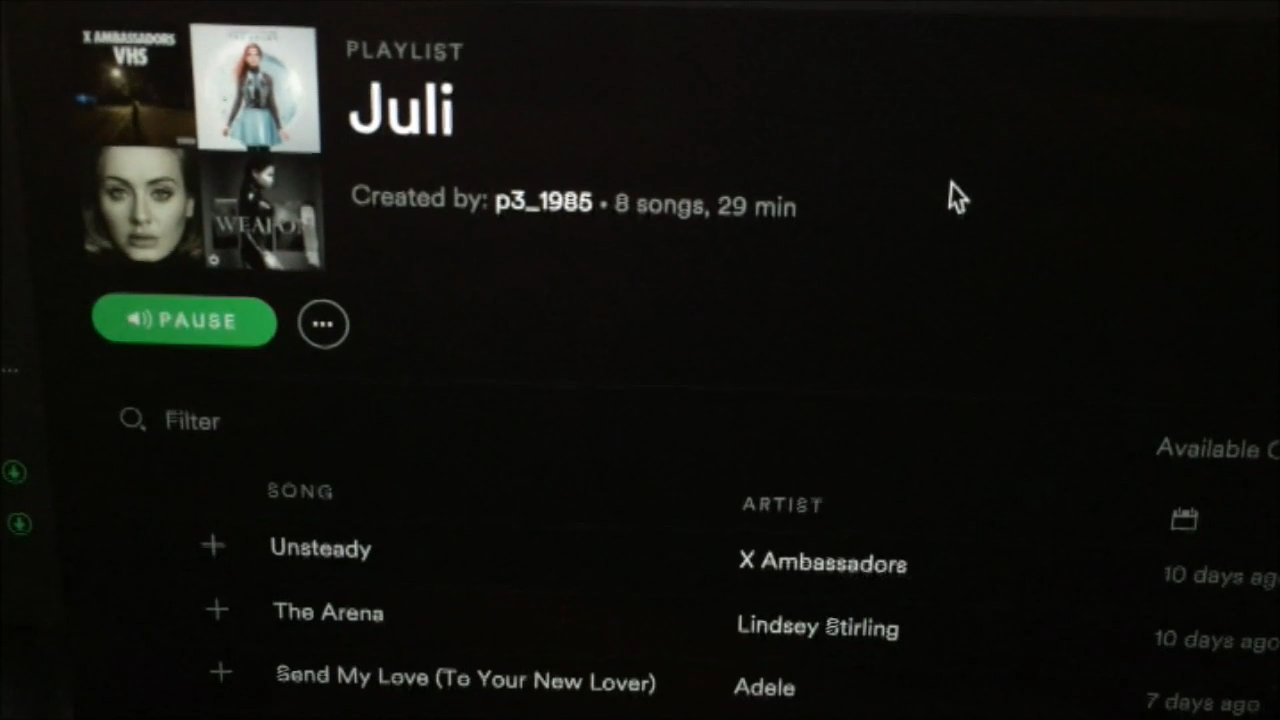 X AMBASSADORS
VHS
WEAPON
PLAYLIST
Juli
Created by: p3_1985 • 8 songs, 29 min
PAUSE
Filter
Available
SONG
ARTIST
Unsteady
X Ambassadors
10 days ag
The Arena
Lindsey Stirling
10 days ago
Send My Love (To Your New Lover)
Adele
7 days ago